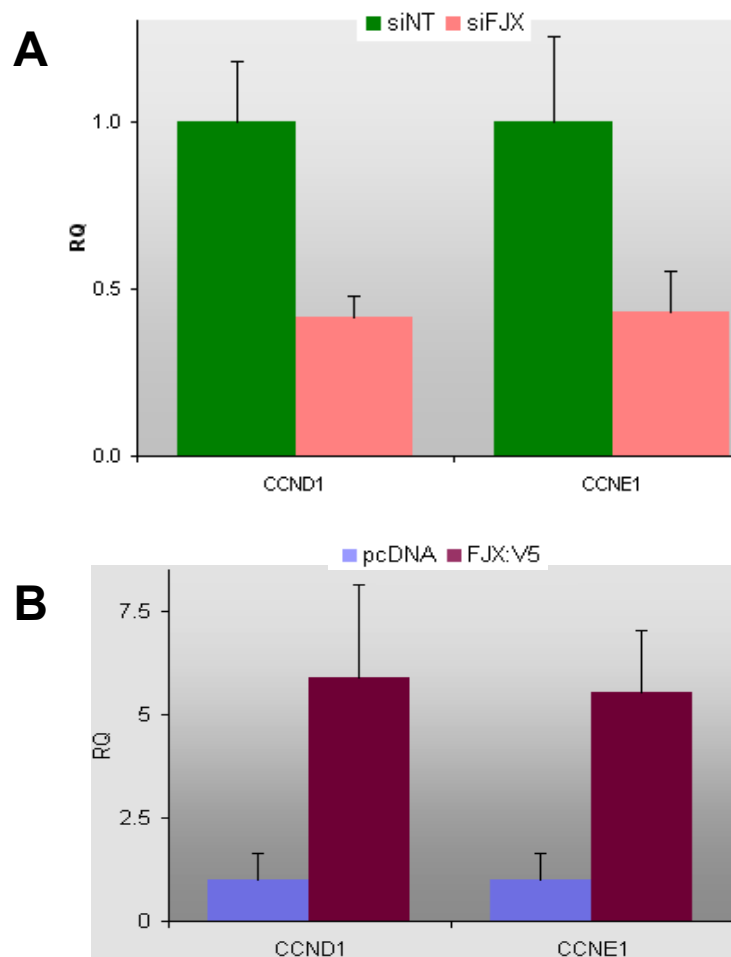 A
siNT siFJX
1.0
0.5
0.0
RQ
CCND1 CCNE1
B
pcDNA FJX:V5
7.5
5
2.5
0
RQ
CCND1 CCNE1